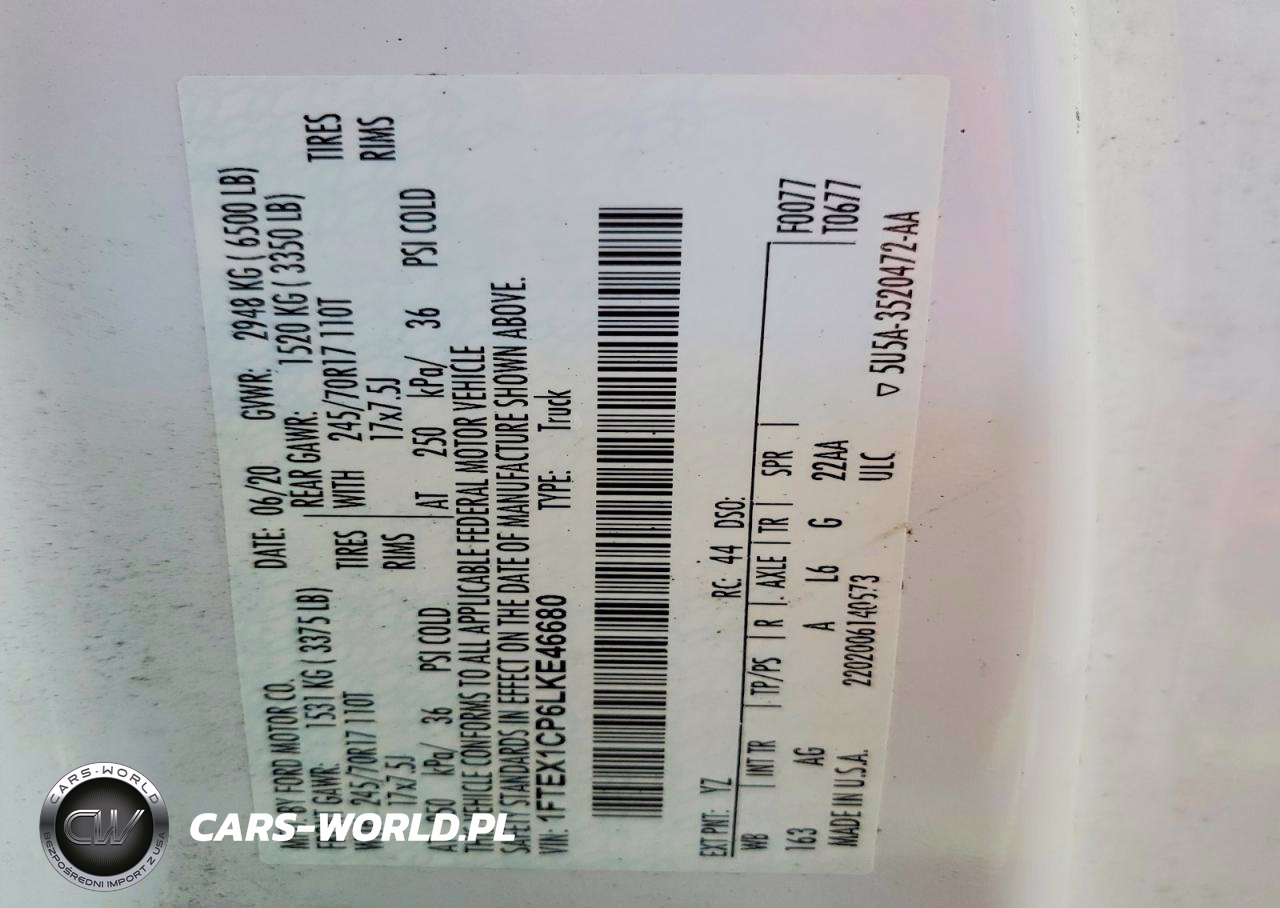 MFD BY FORD MOTOR CO.
DATE: 06/20 GVWR: 2948 KG ( 6500 LB)
GAWR: 1531 KG ( 3375 LB) REAR GAWR: 1520 KG ( 3350 LB)
245/70R17 110T TIRES WITH 245/70R17 110T TIRES
17x7.5J RIMS 17x7.5J RIMS
kPa/ 36 PSI COLD AT 250 kPa/ 36 PSI COLD
VEHICLE CONFORMS TO ALL APPLICABLE FEDERAL MOTOR VEHICLE
STANDARDS IN EFFECT ON THE DATE OF MANUFACTURE SHOWN ABOVE.
VIN: 1FTEX1CP6LKE46680 TYPE: Truck
EXT PNT: YZ RC: 44 DSO:
WB INT TR TP/PS R AXLE TR SPR F0077
163 AG A L6 G 22AA T0677
MADE IN U.S.A. 2202006140573 ULC
▽ 5U5A-3520472-AA
CARS-WORLD
CW
BEZPOŚREDNI IMPORT Z USA
CARS-WORLD.PL